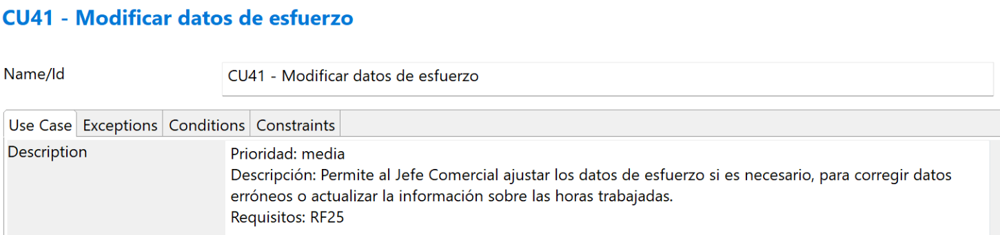 CU41 - Modificar datos de esfuerzo
Name/Id
CU41 - Modificar datos de esfuerzo
Use Case Exceptions Conditions Constraints
Description
Prioridad: media
Descripción: Permite al Jefe Comercial ajustar los datos de esfuerzo si es necesario, para corregir datos
erróneos o actualizar la información sobre las horas trabajadas.
Requisitos: RF25